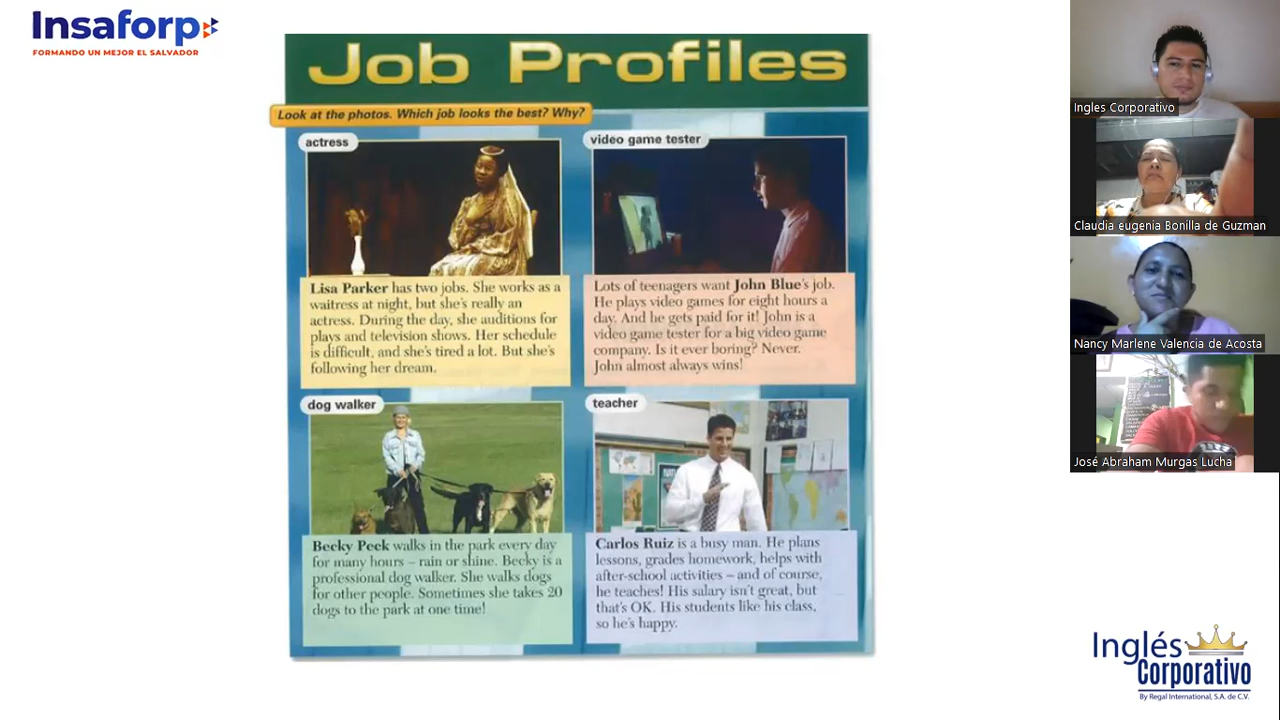 Insaforp
FORMANDO UN MEJOR EL SALVADOR
Job Profiles
Look at the photos. Which job looks the best? Why?
actress
Lisa Parker has two jobs. She works as a
waitress at night, but she's really an
actress. During the day, she auditions for
plays and television shows. Her schedule
is difficult, and she's tired a lot. But she's
following her dream.
video game tester
Lots of teenagers want John Blue's job.
He plays video games for eight hours a
day. And he gets paid for it! John is a
video game tester for a big video game
company. Is it ever boring? Never.
John almost always wins!
dog walker
Becky Peek walks in the park every day
for many hours – rain or shine. Becky is a
professional dog walker. She walks dogs
for other people. Sometimes she takes 20
dogs to the park at one time!
teacher
Carlos Ruiz is a busy man. He plans
lessons, grades homework, helps with
after-school activities – and of course,
he teaches! His salary isn't great, but
that's OK. His students like his class,
so he's happy.
Ingles Corporativo
Claudia eugenia Bonilla de Guzman
Nancy Marlene Valencia de Acosta
José Abraham Murgas Lucha
Inglés
Corporativo
By Regal International, S.A. de C.V.